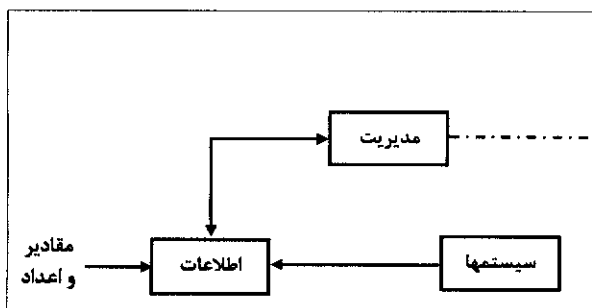 مدیریت
مقادیر
و اعداد
اطلاعات
سیستمها